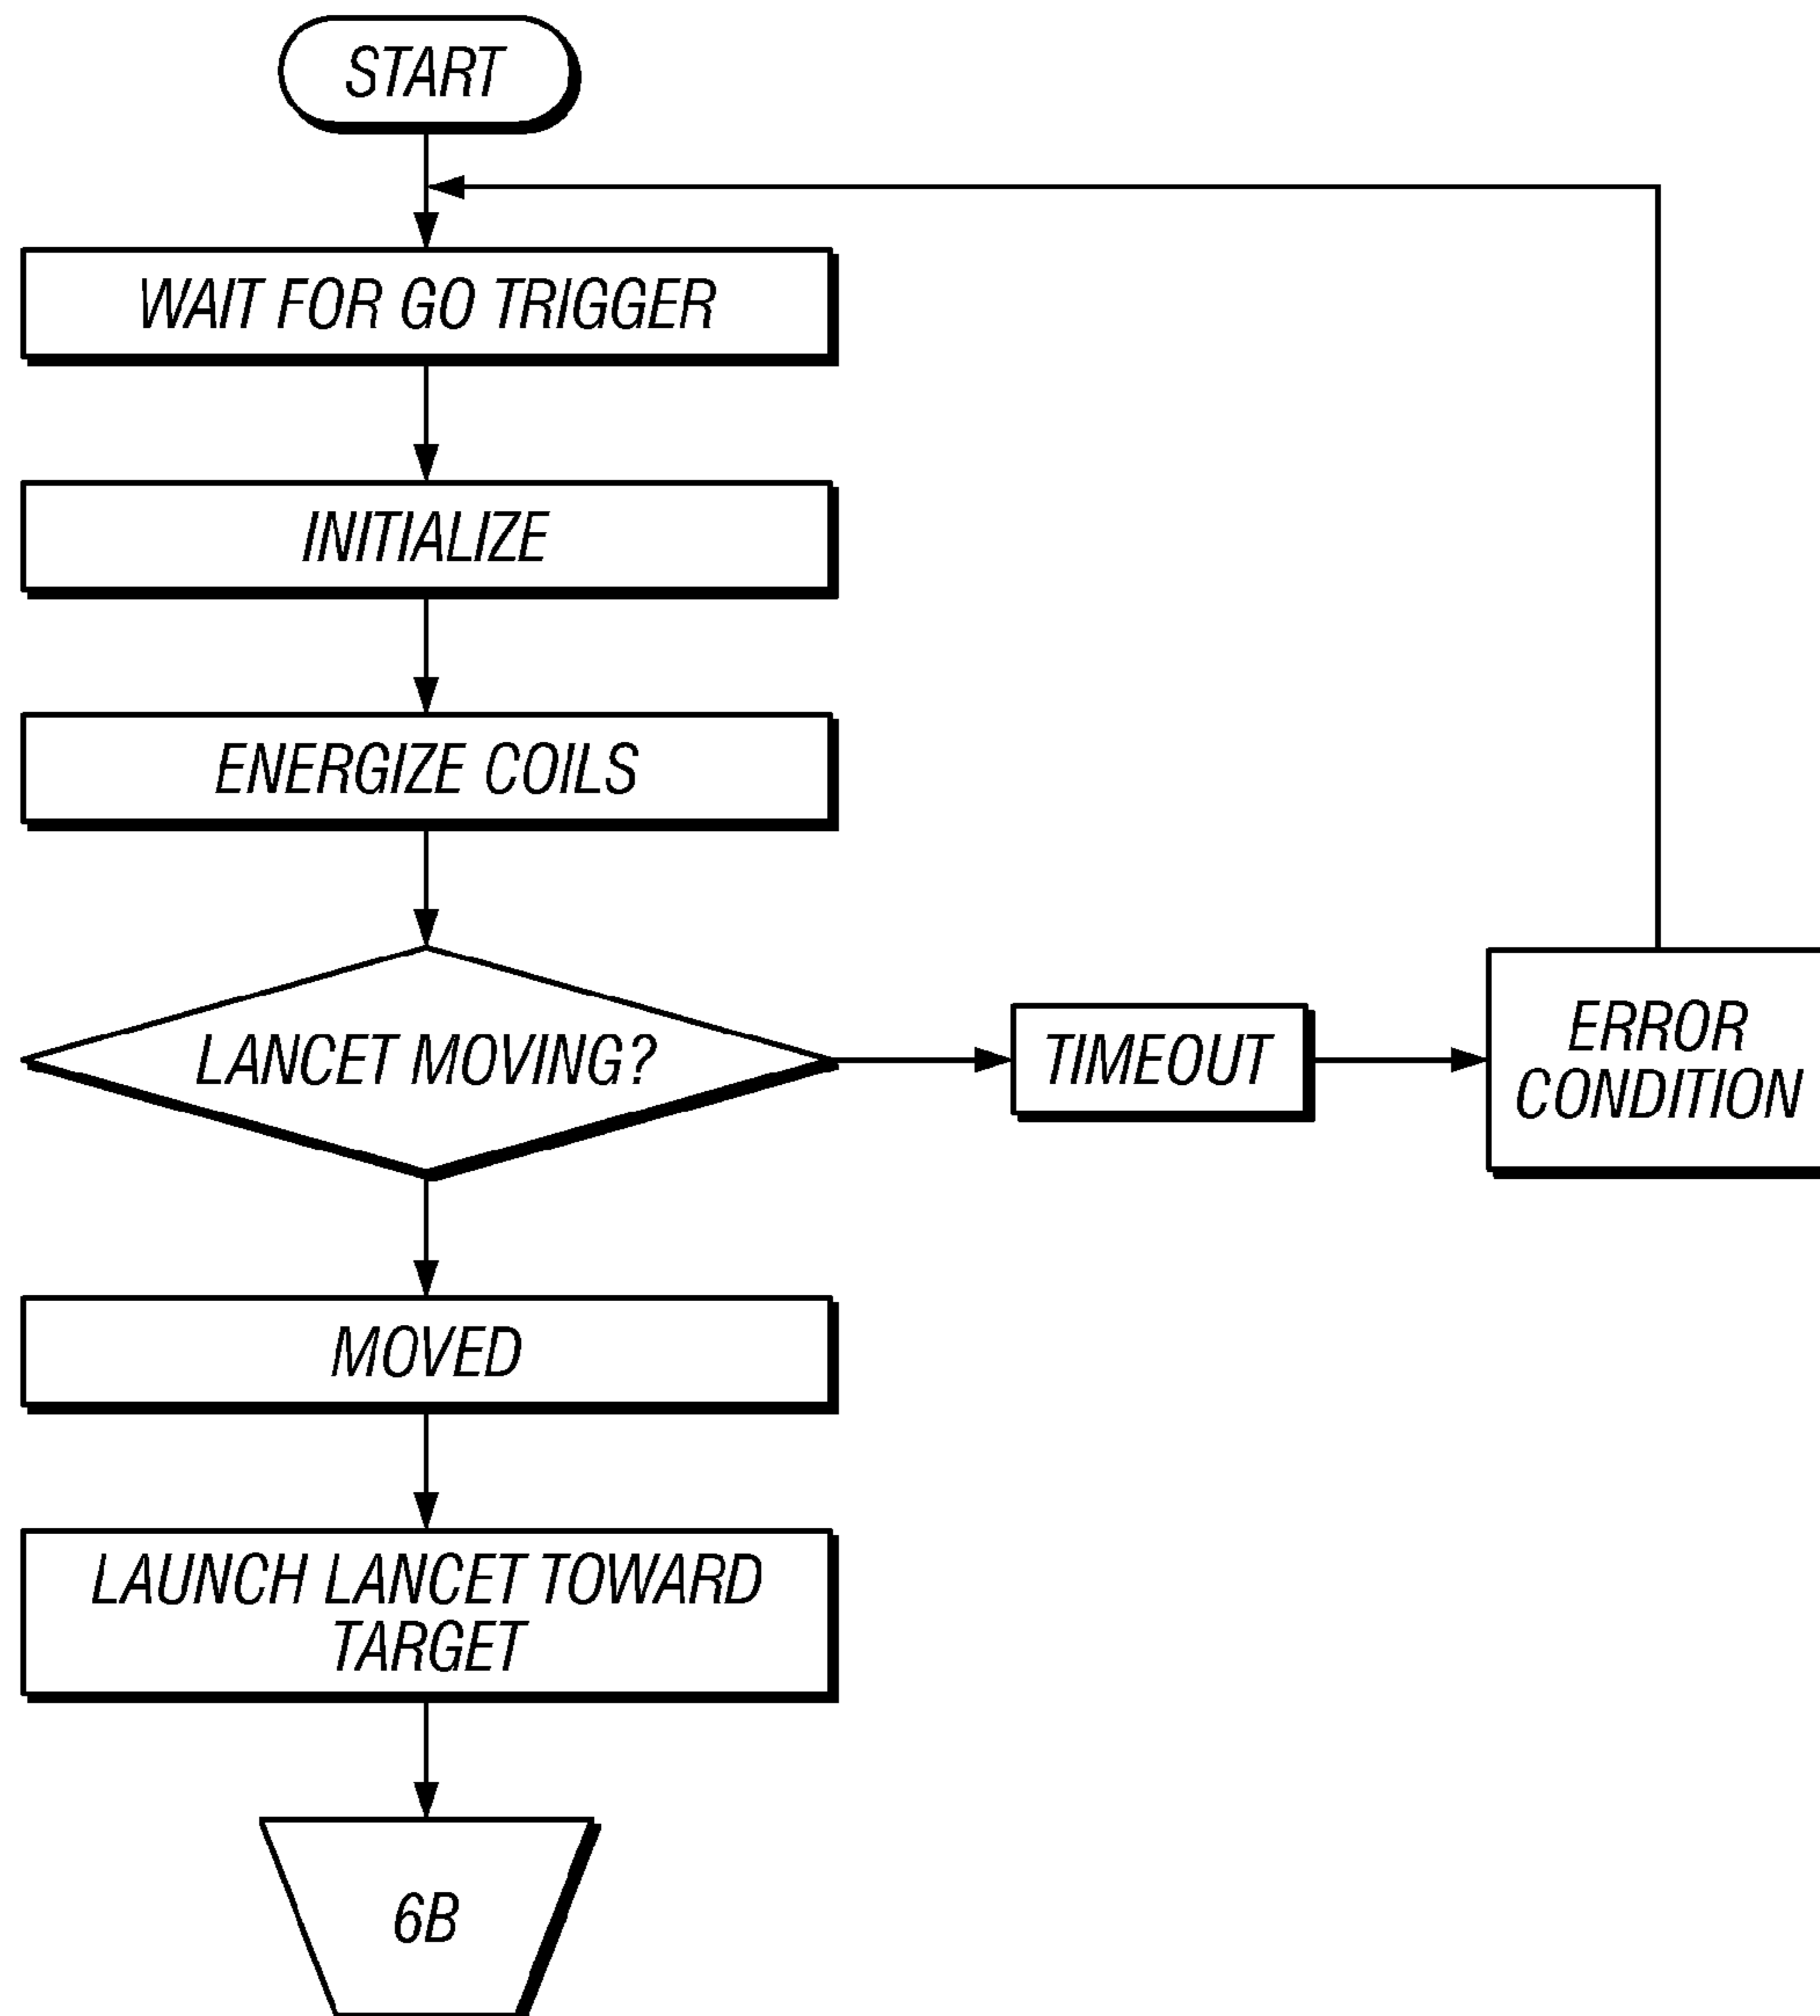 START
WAIT FOR GO TRIGGER
INITIALIZE
ENERGIZE COILS
LANCET MOVING?
TIMEOUT
ERROR
CONDITION
MOVED
LAUNCH LANCET TOWARD
TARGET
6B